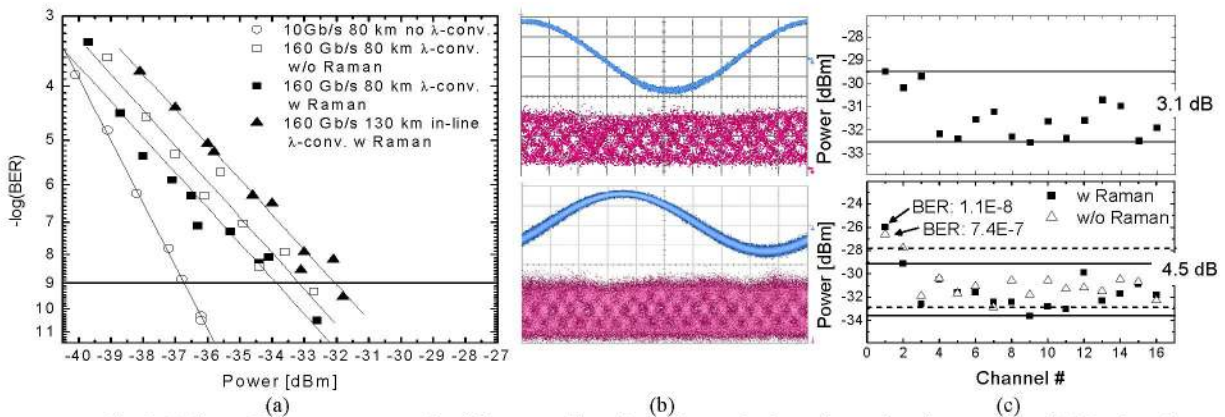 3
4
5
6
7
8
9
10
11
-log(BER)
10Gb/s 80 km no λ-conv.
160 Gb/s 80 km λ-conv.
w/o Raman
160 Gb/s 80 km λ-conv.
w Raman
160 Gb/s 130 km in-line
λ-conv. w Raman
-40 -39 -38 -37 -36 -35 -34 -33 -32 -31 -30 -29 -28 -27
Power [dBm]
(a)
(b)
-28
-29
-30
-31
-32
-33
Power [dBm]
3.1 dB
-24
-26
-28
-30
-32
-34
Power [dBm]
BER: 1.1E-8
BER: 7.4E-7
w Raman
w/o Raman
4.5 dB
0 2 4 6 8 10 12 14 16
Channel #
(c)